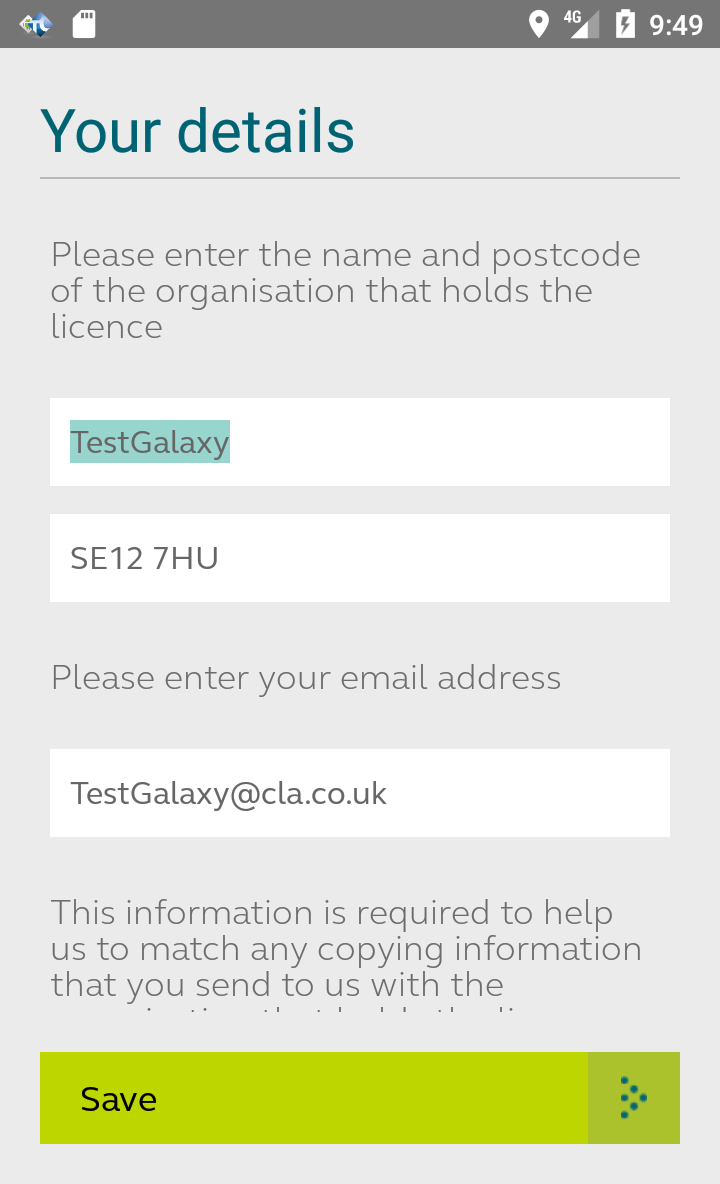 4G 9:49
Your details
Please enter the name and postcode
of the organisation that holds the
licence
TestGalaxy
SE12 7HU
Please enter your email address
TestGalaxy@cla.co.uk
This information is required to help
us to match any copying information
that you send to us with the
Save